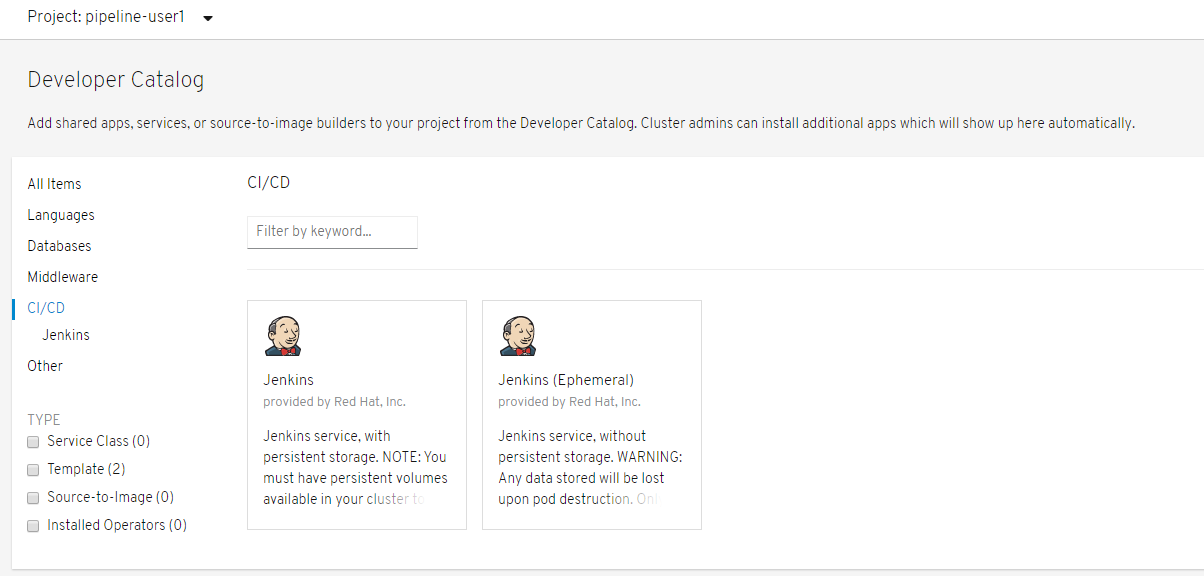 Project: pipeline-user1
Developer Catalog
Add shared apps, services, or source-to-image builders to your project from the Developer Catalog. Cluster admins can install additional apps which will show up here automatically.
All Items
Languages
Databases
Middleware
CI/CD
Jenkins
Other
TYPE
Service Class (0)
Template (2)
Source-to-Image (0)
Installed Operators (0)
CI/CD
Filter by keyword...
Jenkins
provided by Red Hat, Inc.
Jenkins service, with
persistent storage. NOTE: You
must have persistent volumes
available in your cluster to
Jenkins (Ephemeral)
provided by Red Hat, Inc.
Jenkins service, without
persistent storage. WARNING:
Any data stored will be lost
upon pod destruction.